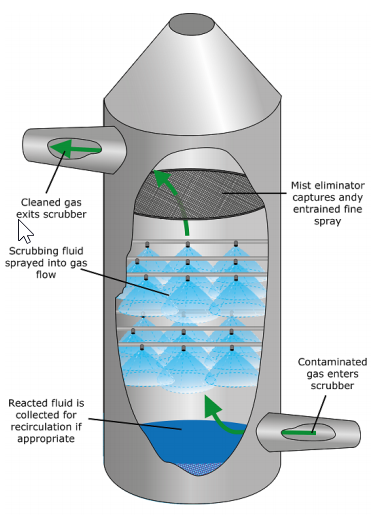 Cleaned gas
exits scrubber
Mist eliminator
captures andy
entrained fine
spray
Scrubbing fluid
sprayed into gas
flow
Contaminated
gas enters
scrubber
Reacted fluid is
collected for
recirculation if
appropriate